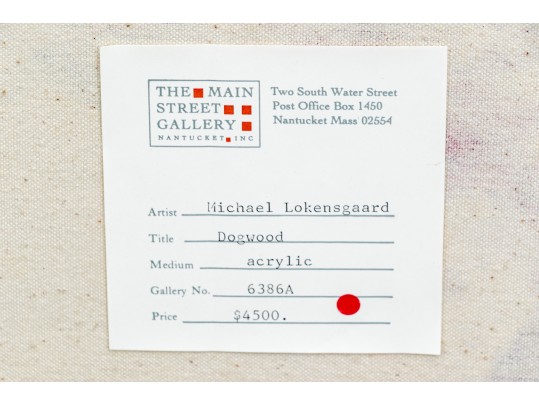 THE MAIN
STREET
GALLERY
NANTUCKET INC
Two South Water Street
Post Office Box 1450
Nantucket Mass 02554
Artist Michael Lokensgaard
Title Dogwood
Medium acrylic
Gallery No. 6386A
Price $4500.